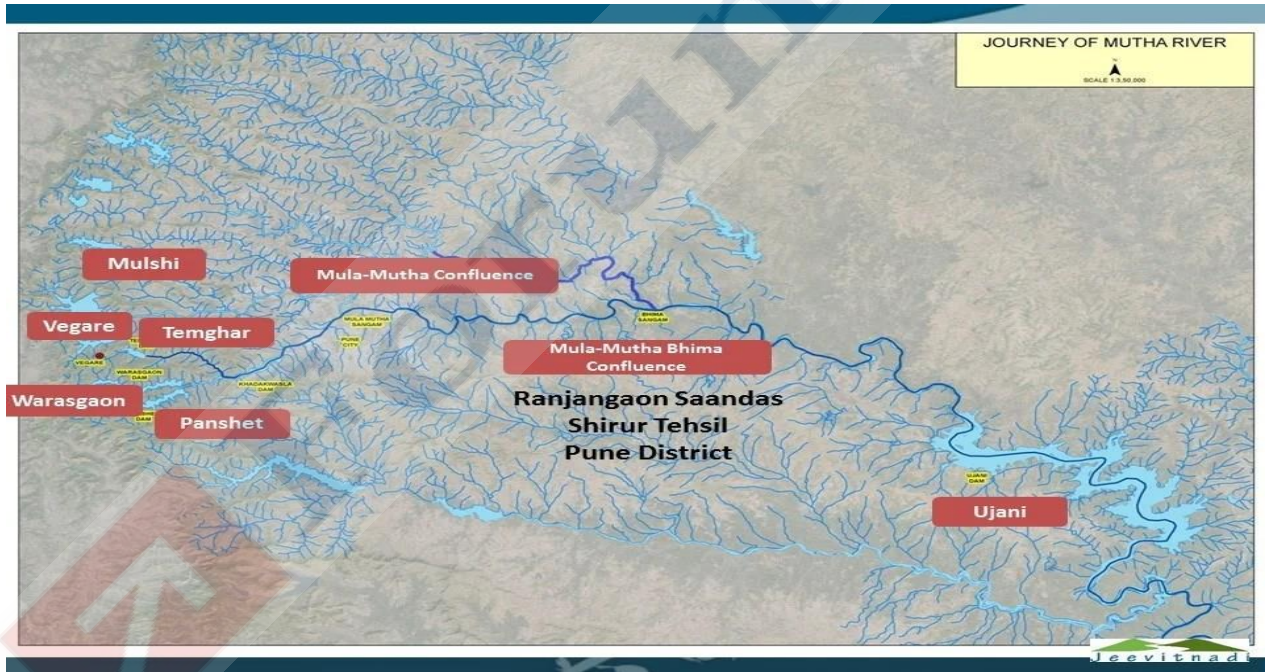 JOURNEY OF MUTHA RIVER
N
SCALE 1:3,50,000
Mulshi
Mula-Mutha Confluence
Vegare
Temghar
MULA MUTHA
SANGAM
BHIMA
SANGAM
PUNE
CITY
Mula-Mutha Bhima
Confluence
VEGARE
WARASGAON
DAM
KHADAKWASLA
DAM
Warasgaon
DAM
Panshet
Ranjangaon Saandas
Shirur Tehsil
Pune District
UJANI
DAM
Ujani
Jeevitnadi